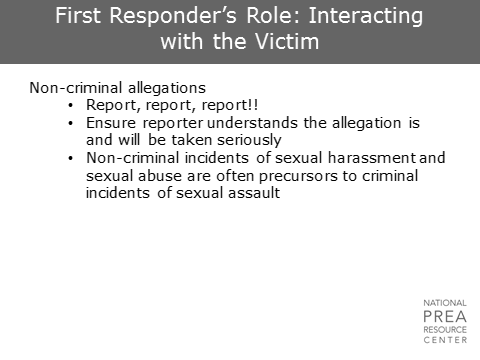 First Responder’s Role: Interacting
with the Victim
Non-criminal allegations
• Report, report, report!!
• Ensure reporter understands the allegation is
and will be taken seriously
• Non-criminal incidents of sexual harassment and
sexual abuse are often precursors to criminal
incidents of sexual assault
NATIONAL
PREA
RESOURCE
CENTER